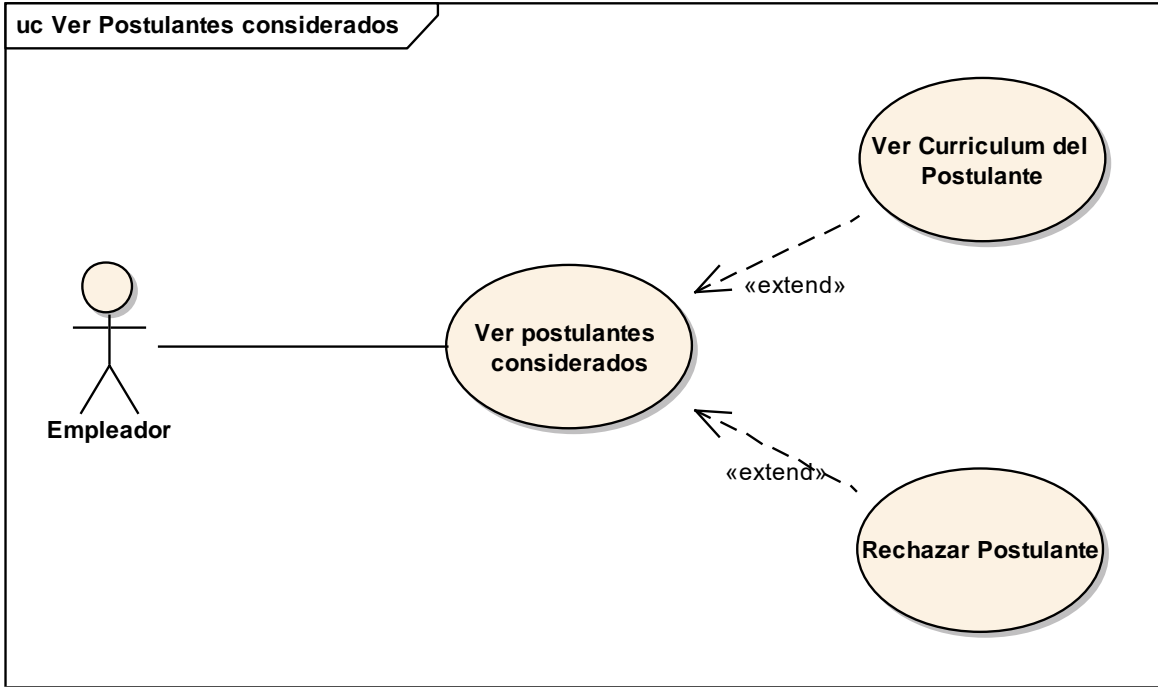 uc Ver Postulantes considerados
Ver Curriculum del
Postulante
«extend»
Ver postulantes
considerados
Empleador
«extend»
Rechazar Postulante